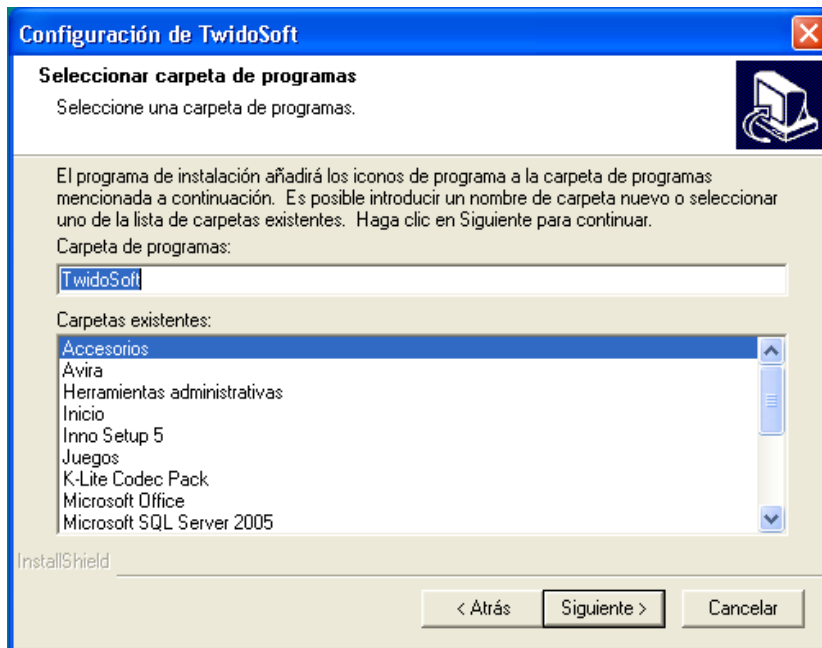 Configuración de TwidoSoft
Seleccionar carpeta de programas
Seleccione una carpeta de programas.
El programa de instalación añadirá los iconos de programa a la carpeta de programas
mencionada a continuación.  Es posible introducir un nombre de carpeta nuevo o seleccionar
uno de la lista de carpetas existentes.  Haga clic en Siguiente para continuar.
Carpeta de programas:
TwidoSoft
Carpetas existentes:
Accesorios
Avira
Herramientas administrativas
Inicio
Inno Setup 5
Juegos
K-Lite Codec Pack
Microsoft Office
Microsoft SQL Server 2005
InstallShield
< Atrás
Siguiente >
Cancelar